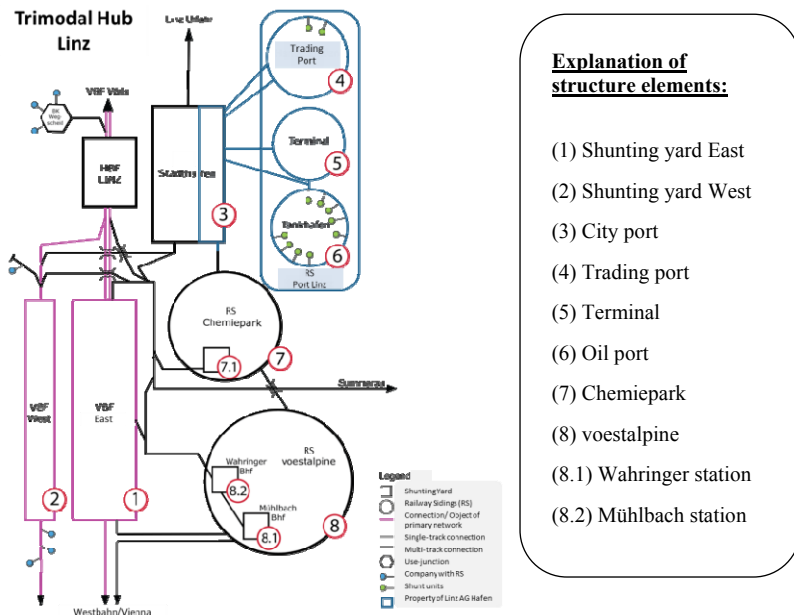 Trimodal Hub
Linz
Linz Urfahr
Trading
Port
4
VBF Wels
HBF
LINZ
Stadthafen
Terminal
5
3
Tankhafen
6
RS
Port Linz
RS
Chemiepark
7.1
7
Summerau
VBF
West
VBF
East
RS
voestalpine
Wahringer
Bhf
8.2
Mühlbach
Bhf
8.1
2
1
8
Westbahn/Vienna
Legend
Shunting Yard
Railway Sidings (RS)
Connection/ Object of
primary network
Single-track connection
Multi-track connection
Use-junction
Company with RS
Shunt units
Property of Linz AG Hafen
Explanation of
structure elements:
(1) Shunting yard East
(2) Shunting yard West
(3) City port
(4) Trading port
(5) Terminal
(6) Oil port
(7) Chemiepark
(8) voestalpine
(8.1) Wahringer station
(8.2) Mühlbach station